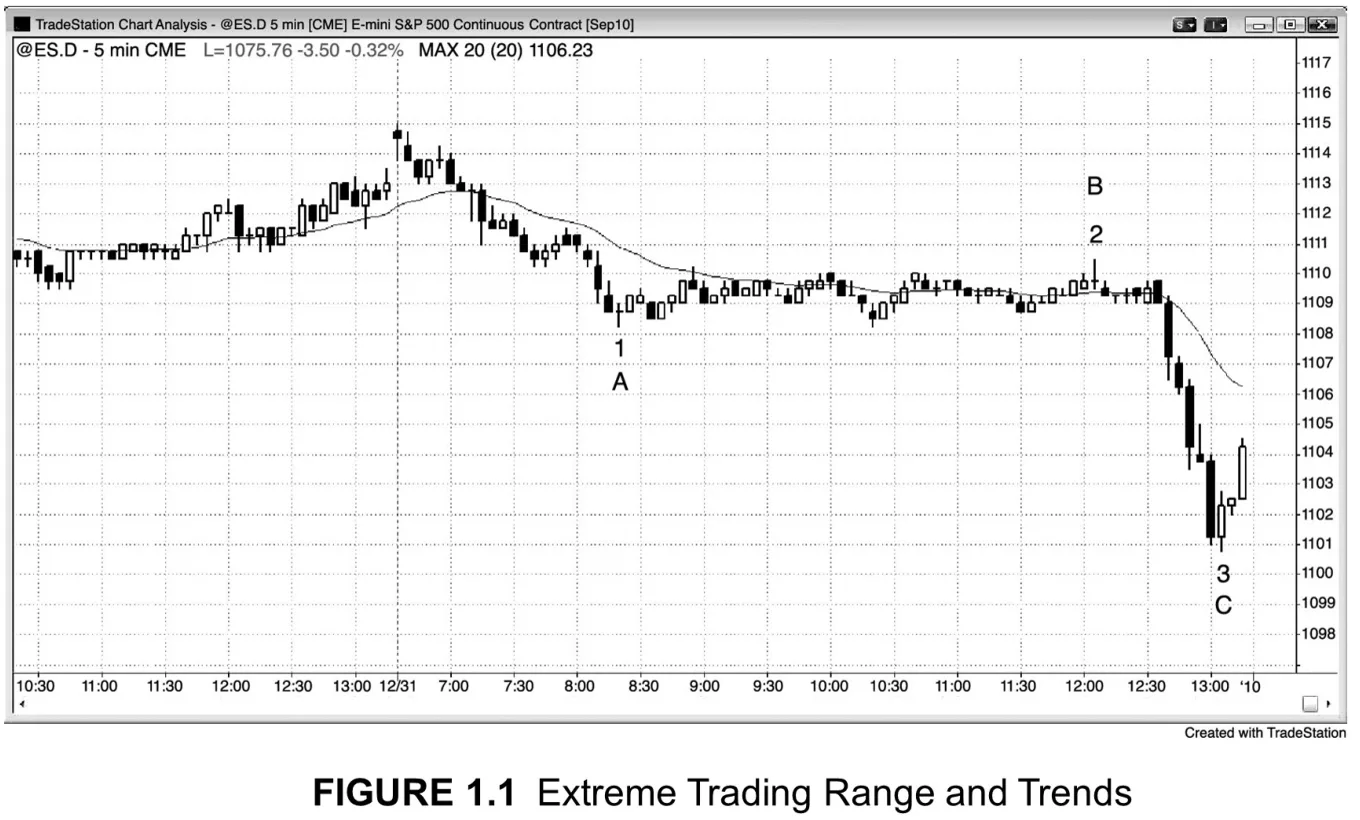 TradeStation Chart Analysis - @ES.D 5 min [CME] E-mini S&P 500 Continuous Contract [Sep10]
S I
@ES.D - 5 min CME L=1075.76 -3.50 -0.32% MAX 20 (20) 1106.23
1117
1116
1115
1114
1113
1112
1111
1110
1109
1108
1107
1106
1105
1104
1103
1102
1101
1100
1099
1098
B
2
1
A
3
C
10:30 11:00 11:30 12:00 12:30 13:00 12/31 7:00 7:30 8:00 8:30 9:00 9:30 10:00 10:30 11:00 11:30 12:00 12:30 13:00 '10
Created with TradeStation
FIGURE 1.1 Extreme Trading Range and Trends